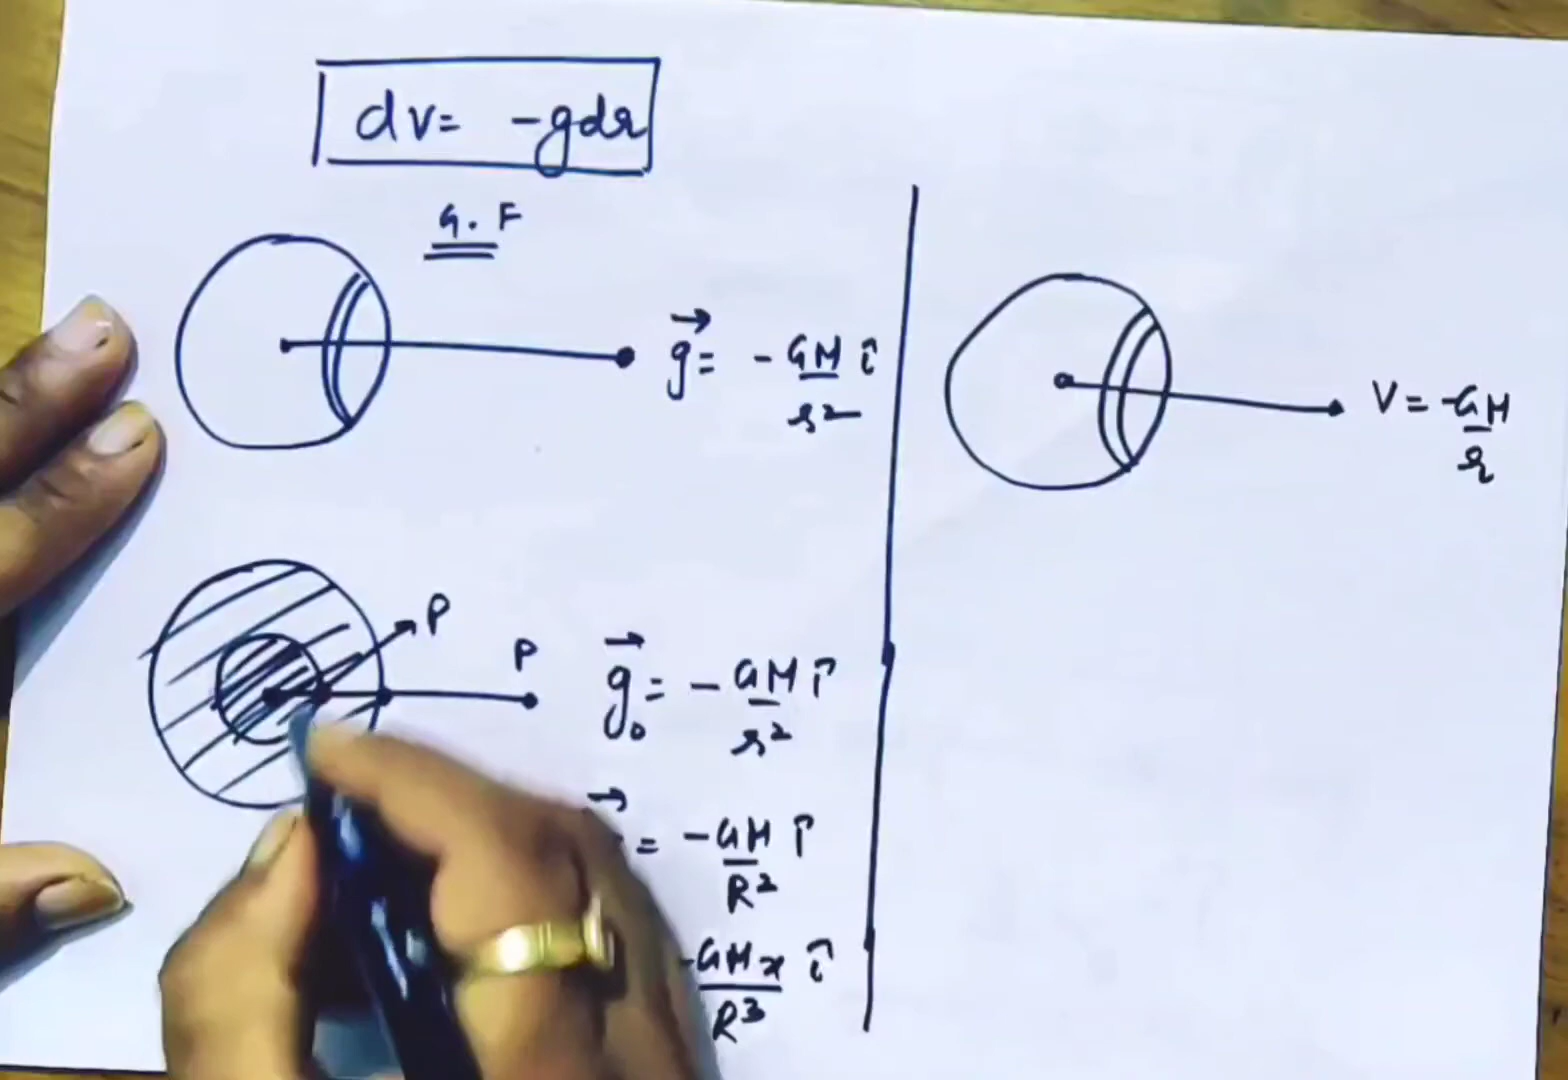 dv= -gdr
G.F
g⃗= -GM/r² î
V= -GM/r
P
P
g⃗₀= -GM/r² î
= -GM/R² î
-GMx/R³ î